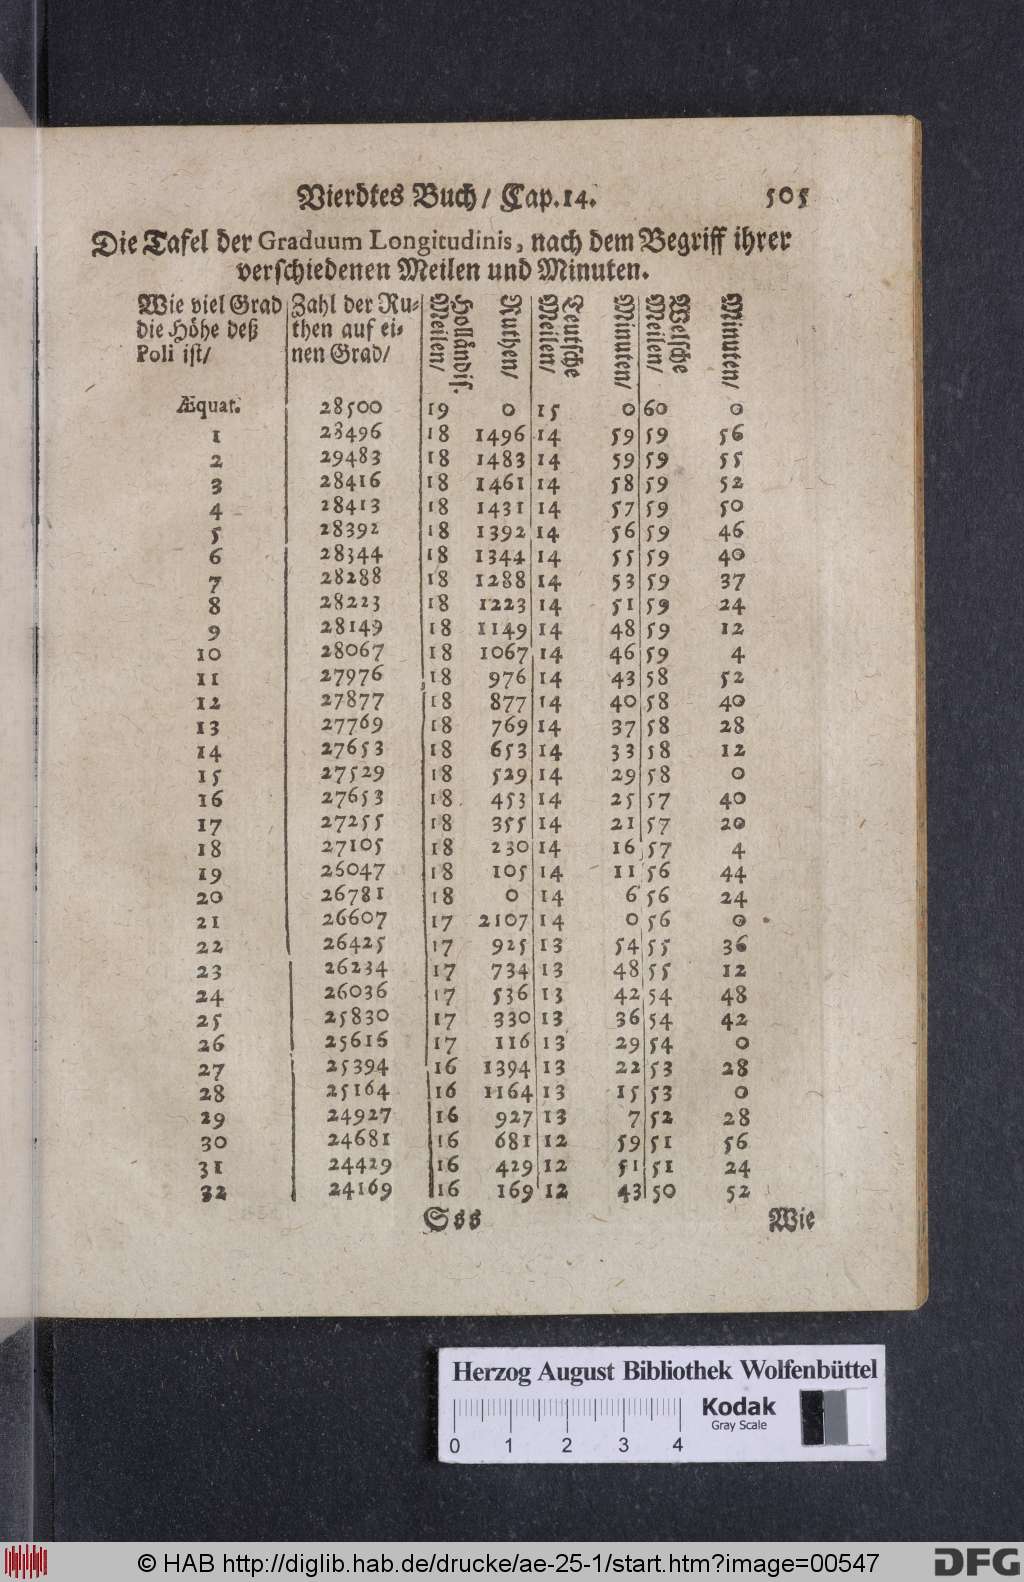 Vierdtes Buch / Cap. 14. 505
Die Tafel der Graduum Longitudinis, nach dem Begriff ihrer
verschiedenen Meilen und Minuten.
Wie viel Grad die Höhe deß Poli ist/ | Zahl der Ruthen auf einen Grad/ | Holländis. Meilen/ | Ruthen/ | Teutsche Meilen/ | Minuten/ | Welsche Meilen/ | Minuten/
Æquat. 28500 19 0 15 0 60 0
1 28496 18 1496 14 59 59 56
2 29483 18 1483 14 59 59 55
3 28416 18 1461 14 58 59 52
4 28413 18 1431 14 57 59 50
5 28392 18 1392 14 56 59 46
6 28344 18 1344 14 55 59 40
7 28288 18 1288 14 53 59 37
8 28223 18 1223 14 51 59 24
9 28149 18 1149 14 48 59 12
10 28067 18 1067 14 46 59 4
11 27976 18 976 14 43 58 52
12 27877 18 877 14 40 58 40
13 27769 18 769 14 37 58 28
14 27653 18 653 14 33 58 12
15 27529 18 529 14 29 58 0
16 27653 18 453 14 25 57 40
17 27255 18 355 14 21 57 20
18 27105 18 230 14 16 57 4
19 26047 18 105 14 11 56 44
20 26781 18 0 14 6 56 24
21 26607 17 2107 14 0 56 0
22 26425 17 925 13 54 55 36
23 26234 17 734 13 48 55 12
24 26036 17 536 13 42 54 48
25 25830 17 330 13 36 54 42
26 25616 17 116 13 29 54 0
27 25394 16 1394 13 22 53 28
28 25164 16 1164 13 15 53 0
29 24927 16 927 13 7 52 28
30 24681 16 681 12 59 51 56
31 24429 16 429 12 51 51 24
32 24169 16 169 12 43 50 52
Sss Wie
Herzog August Bibliothek Wolfenbüttel
Kodak
Gray Scale
0 1 2 3 4
© HAB http://diglib.hab.de/drucke/ae-25-1/start.htm?image=00547
DFG